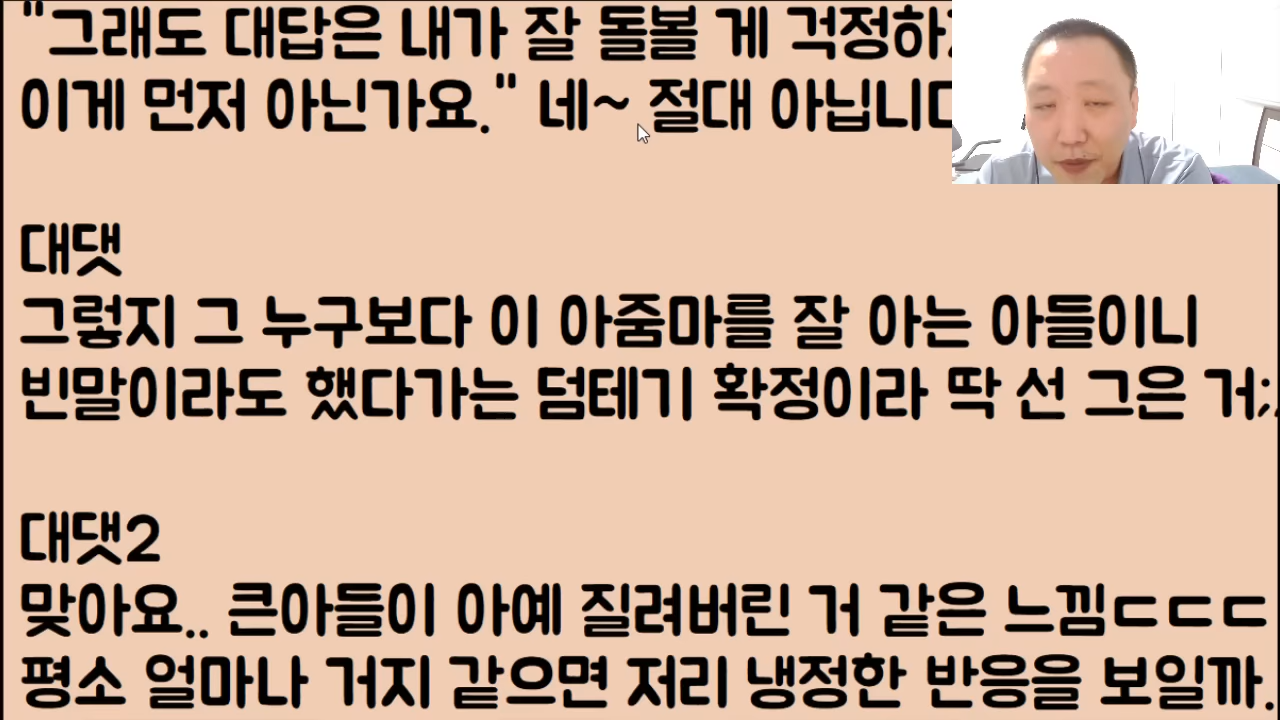 "그래도 대답은 내가 잘 돌볼 게 걱정하
이게 먼저 아닌가요." 네~ 절대 아닙니다
대댓
그렇지 그 누구보다 이 아줌마를 잘 아는 아들이니
빈말이라도 했다가는 덤테기 확정이라 딱 선 그은 거;
대댓2
맞아요.. 큰아들이 아예 질려버린 거 같은 느낌ㄷㄷㄷ
평소 얼마나 거지 같으면 저리 냉정한 반응을 보일까.